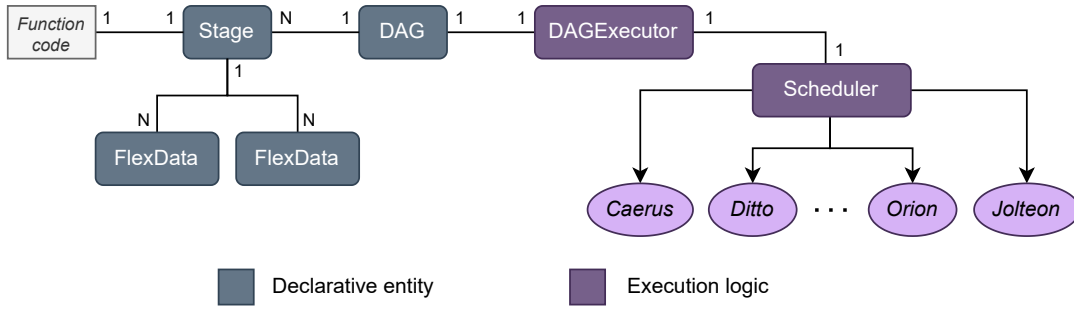 Function
code
1
1
Stage
N
1
DAG
1
1
DAGExecutor
1
1
1
Scheduler
N
N
FlexData
FlexData
Caerus
Ditto
. . .
Orion
Jolteon
Declarative entity
Execution logic